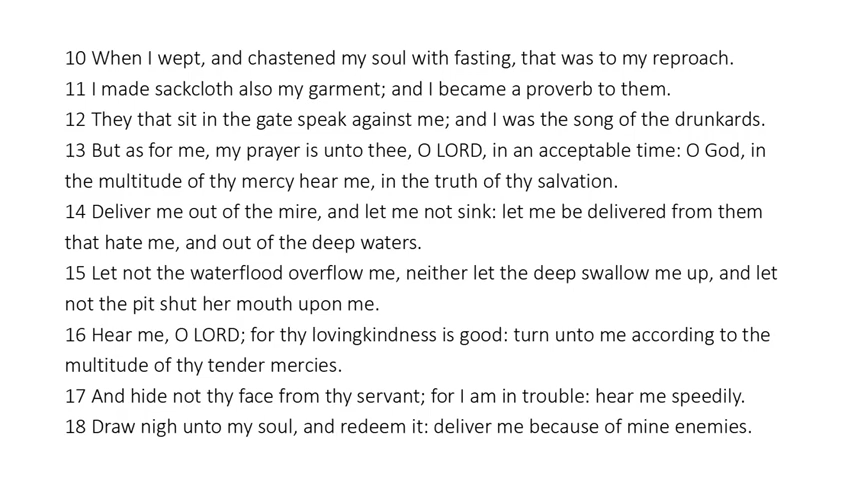 10 When I wept, and chastened my soul with fasting, that was to my reproach.
11 I made sackcloth also my garment; and I became a proverb to them.
12 They that sit in the gate speak against me; and I was the song of the drunkards.
13 But as for me, my prayer is unto thee, O LORD, in an acceptable time: O God, in
the multitude of thy mercy hear me, in the truth of thy salvation.
14 Deliver me out of the mire, and let me not sink: let me be delivered from them
that hate me, and out of the deep waters.
15 Let not the waterflood overflow me, neither let the deep swallow me up, and let
not the pit shut her mouth upon me.
16 Hear me, O LORD; for thy lovingkindness is good: turn unto me according to the
multitude of thy tender mercies.
17 And hide not thy face from thy servant; for I am in trouble: hear me speedily.
18 Draw nigh unto my soul, and redeem it: deliver me because of mine enemies.